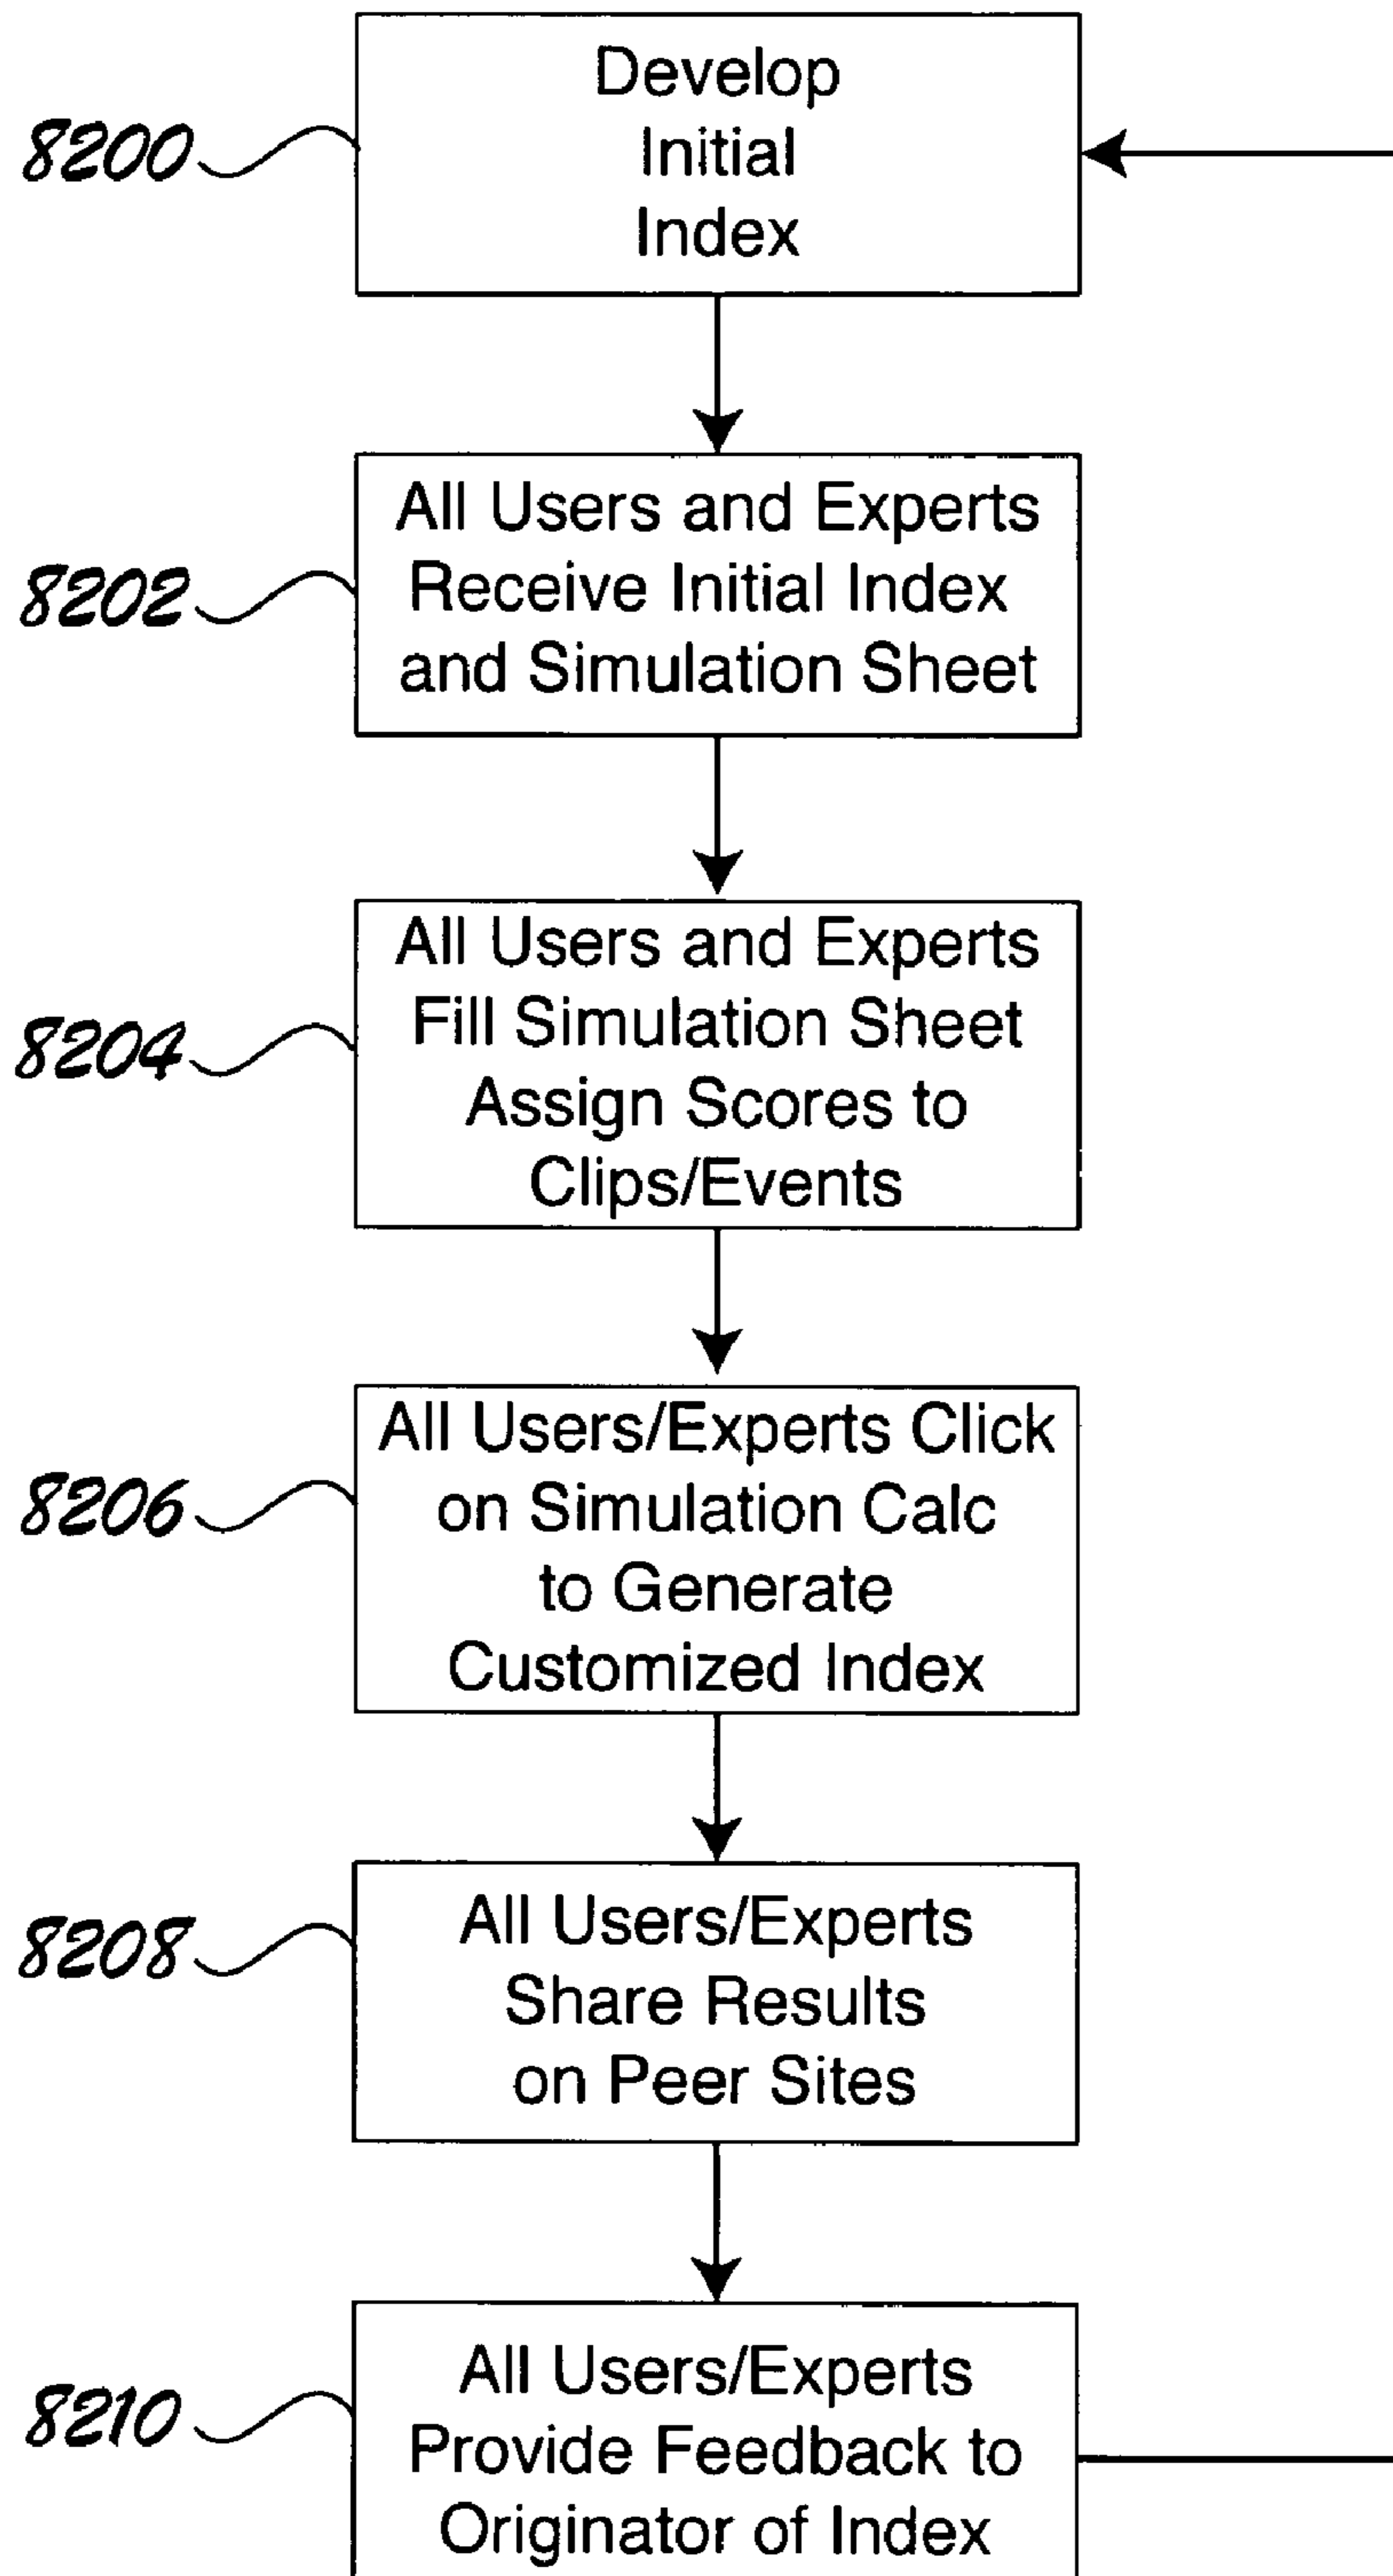 Develop
Initial
Index
8200
All Users and Experts
Receive Initial Index
and Simulation Sheet
8202
All Users and Experts
Fill Simulation Sheet
Assign Scores to
Clips/Events
8204
All Users/Experts Click
on Simulation Calc
to Generate
Customized Index
8206
All Users/Experts
Share Results
on Peer Sites
8208
All Users/Experts
Provide Feedback to
Originator of Index
8210